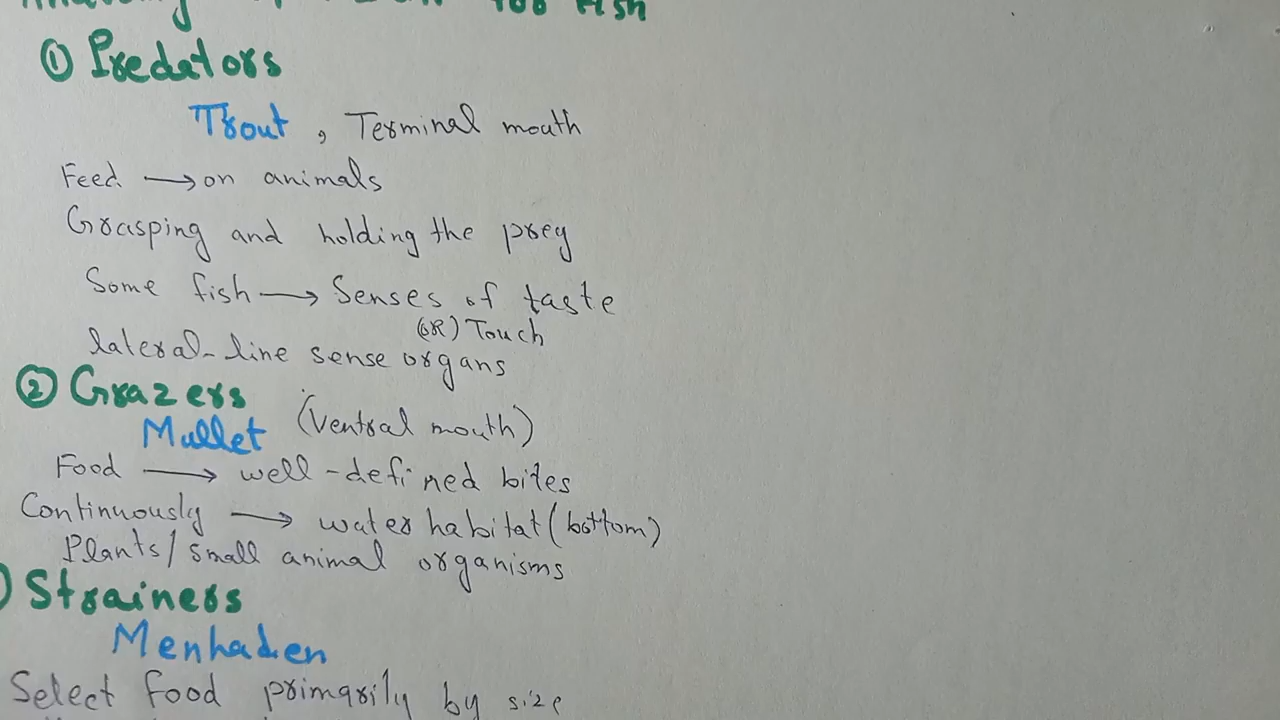 Fish
① Predators
Trout , Terminal mouth
Feed → on animals
Grasping and holding the prey
Some fish → Senses of taste
(OR) Touch
lateral-line sense organs
② Grazers
Mullet (Ventral mouth)
Food → well-defined bites
Continuously → water habitat (bottom)
Plants/small animal organisms
) Strainers
Menhaden
Select food primarily by size